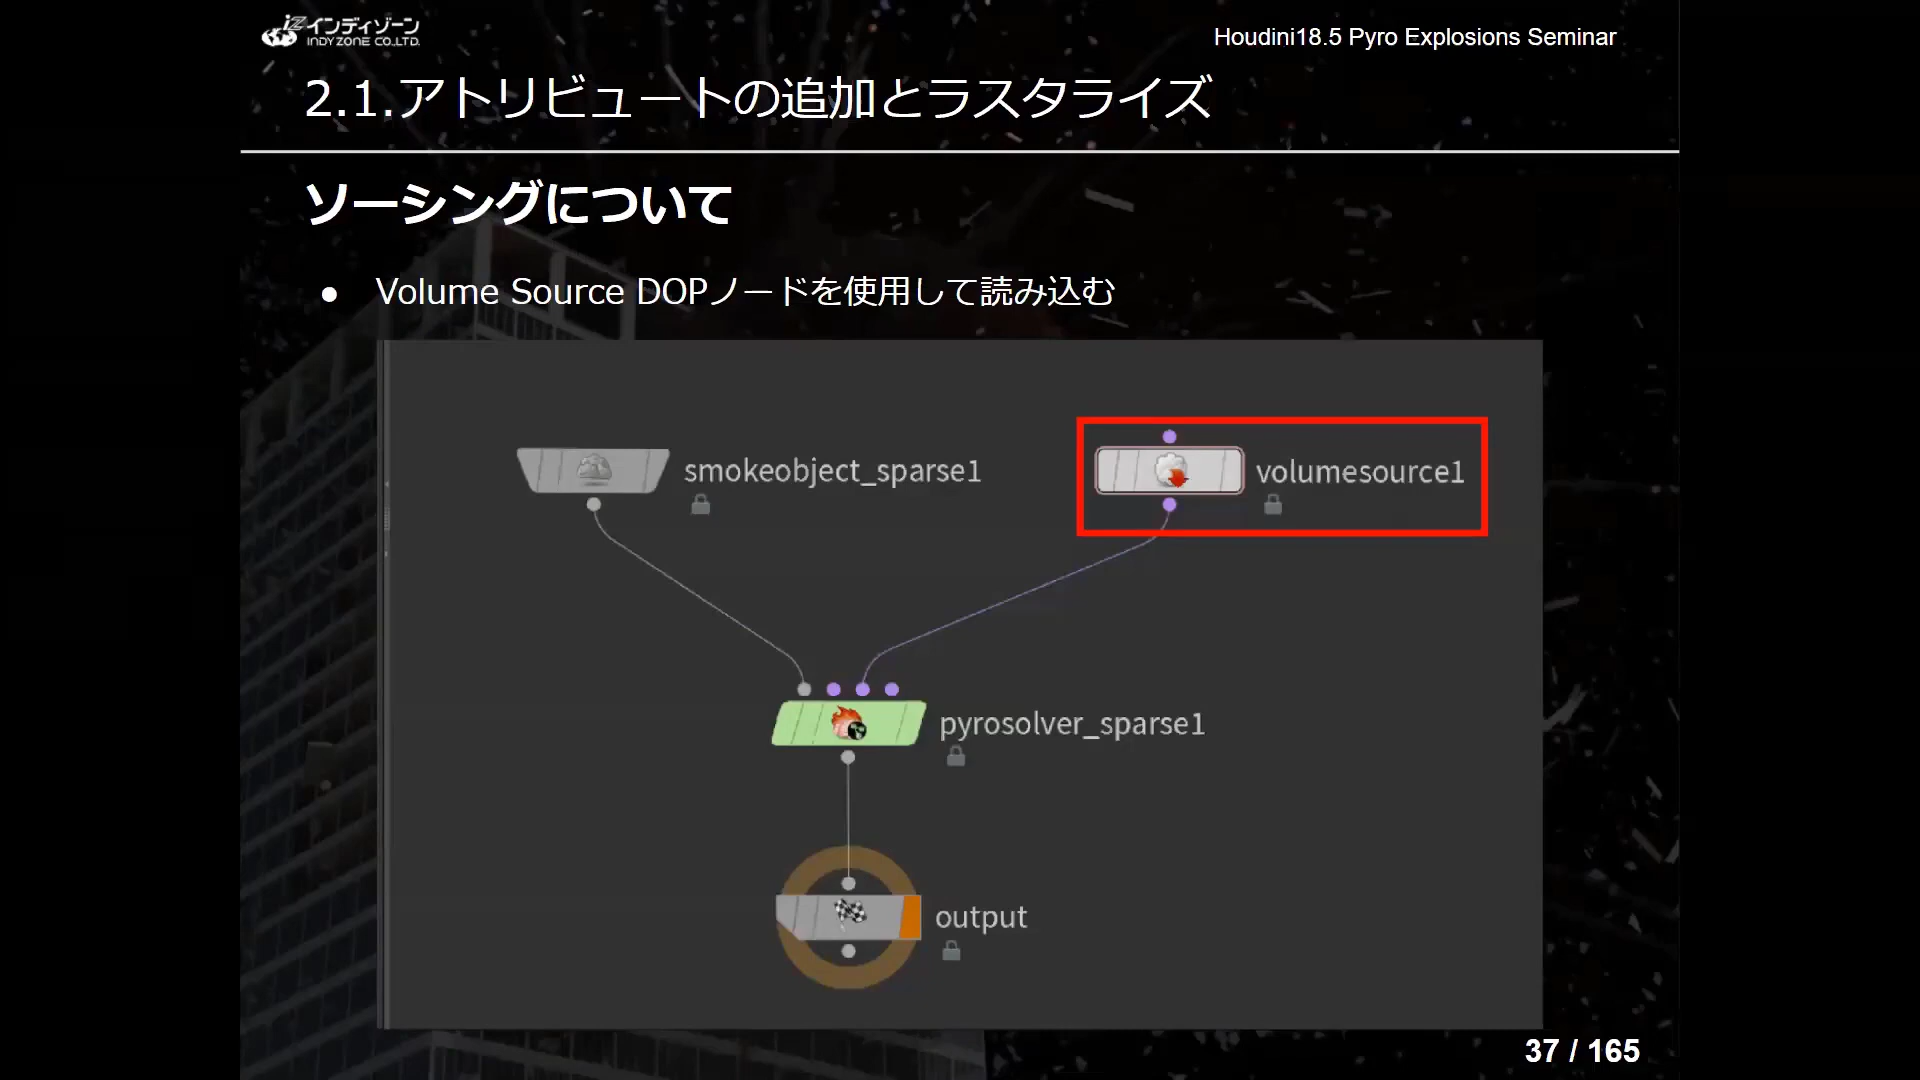 インディゾーン
INDYZONE CO.,LTD.
Houdini18.5 Pyro Explosions Seminar
2.1.アトリビュートの追加とラスタライズ
ソーシングについて
● Volume Source DOPノードを使用して読み込む
smokeobject_sparse1
volumesource1
pyrosolver_sparse1
output
37 / 165